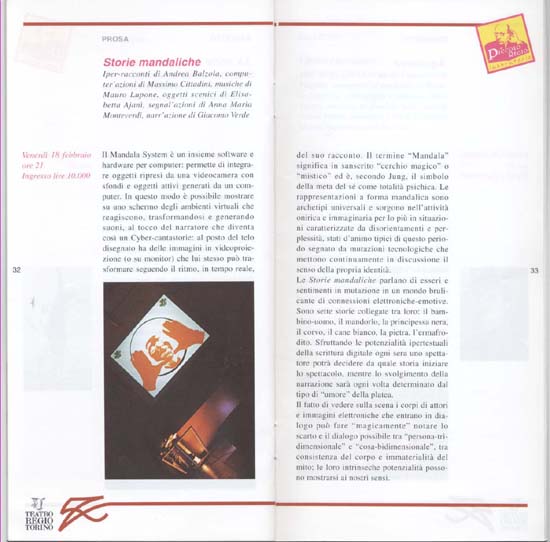 PROSA
Storie mandaliche
Iper-racconti di Andrea Balzola, compu-
ter'azioni di Massimo Cittadini, musiche di
Mauro Lupone, oggetti scenici di Elisa-
betta Ajani, segnal'azioni di Anna Maria
Monteverdi, narr'azione di Giacomo Verde
Venerdì 18 febbraio
ore 21
Ingresso lire 10.000
Il Mandala System è un insieme software e
hardware per computer: permette di integra-
re oggetti ripresi da una videocamera con
sfondi e oggetti attivi generati da un com-
puter. In questo modo è possibile mostrare
su uno schermo degli ambienti virtuali che
reagiscono, trasformandosi e generando
suoni, al tocco del narratore che diventa
così un Cyber-cantastorie: al posto del telo
disegnato ha delle immagini in videoproie-
zione (o su monitor) che lui stesso può tra-
sformare seguendo il ritmo, in tempo reale,
32
TEATRO
REGIO
TORINO
Piccolo
Regio
del suo racconto. Il termine "Mandala"
significa in sanscrito "cerchio magico" o
"mistico" ed è, secondo Jung, il simbolo
della meta del sé come totalità psichica. Le
rappresentazioni a forma mandalica sono
archetipi universali e sorgono nell'attività
onirica e immaginaria per lo più in situazio-
ni caratterizzate da disorientamenti e per-
plessità, stati d'animo tipici di questo perio-
do segnato da mutazioni tecnologiche che
mettono continuamente in discussione il
senso della propria identità.
Le Storie mandaliche parlano di esseri e
sentimenti in mutazione in un mondo bruli-
cante di connessioni elettroniche-emotive.
Sono sette storie collegate tra loro: il bam-
bino-uomo, il mandorlo, la principessa nera,
il corvo, il cane bianco, la pietra, l'ermafro-
dito. Sfruttando le potenzialità ipertestuali
della scrittura digitale ogni sera uno spetta-
tore potrà decidere da quale storia iniziare
lo spettacolo, mentre lo svolgimento della
narrazione sarà ogni volta determinato dal
tipo di "umore" della platea.
Il fatto di vedere sulla scena i corpi di attori
e immagini elettroniche che entrano in dia-
logo può fare "magicamente" notare lo
scarto e il dialogo possibile tra "persona-tri-
dimensionale" e "cosa-bidimensionale", tra
consistenza del corpo e immaterialità del
mito; le loro intrinseche potenzialità posso-
no mostrarsi ai nostri sensi.
33